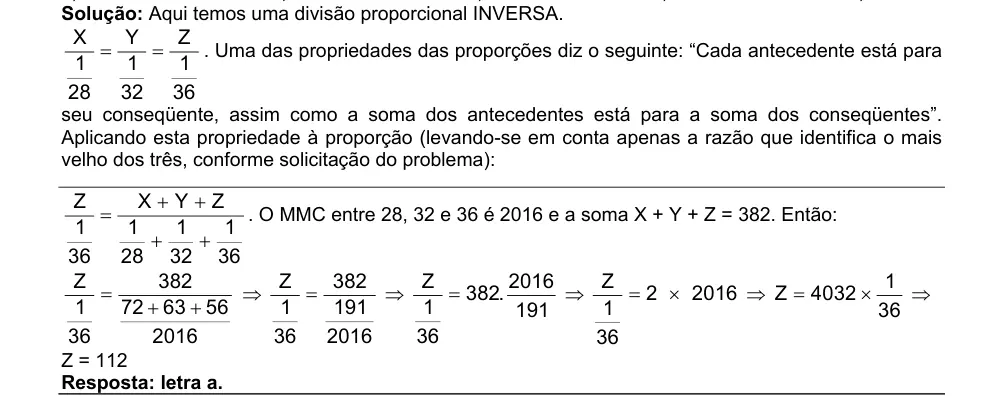 Solução: Aqui temos uma divisão proporcional INVERSA.
X/(1/28) = Y/(1/32) = Z/(1/36) . Uma das propriedades das proporções diz o seguinte: “Cada antecedente está para
seu conseqüente, assim como a soma dos antecedentes está para a soma dos conseqüentes”.
Aplicando esta propriedade à proporção (levando-se em conta apenas a razão que identifica o mais
velho dos três, conforme solicitação do problema):
Z/(1/36) = (X + Y + Z)/(1/28 + 1/32 + 1/36) . O MMC entre 28, 32 e 36 é 2016 e a soma X + Y + Z = 382. Então:
Z/(1/36) = 382/((72 + 63 + 56)/2016) ⇒ Z/(1/36) = 382/(191/2016) ⇒ Z/(1/36) = 382. 2016/191 ⇒ Z/(1/36) = 2 × 2016 ⇒ Z = 4032 × 1/36 ⇒
Z = 112
Resposta: letra a.